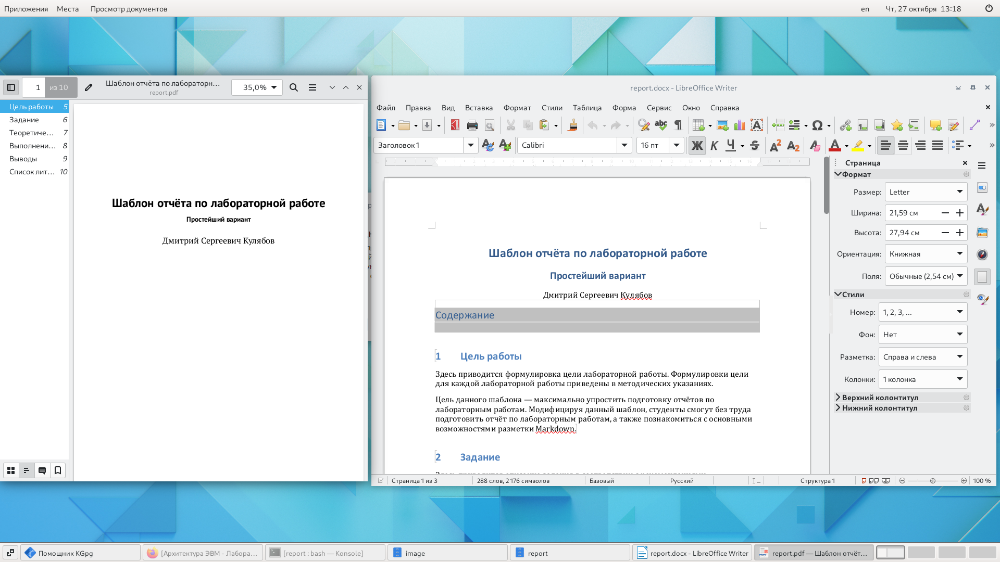 Приложения Места Просмотр документов en Чт, 27 октября 13:18
1 из 10 Шаблон отчёта по лабораторн... 35,0%
report.pdf
Цель работы 5
Задание 6
Теоретиче... 7
Выполнени... 8
Выводы 9
Список лит... 10
Шаблон отчёта по лабораторной работе
Простейший вариант
Дмитрий Сергеевич Кулябов
report.docx - LibreOffice Writer
Файл Правка Вид Вставка Формат Стили Таблица Форма Сервис Окно Справка
Заголовок 1 Calibri 16 пт Ж К Ч S
Шаблон отчёта по лабораторной работе
Простейший вариант
Дмитрий Сергеевич Кулябов
Содержание
1 Цель работы
Здесь приводится формулировка цели лабораторной работы. Формулировки цели
для каждой лабораторной работы приведены в методических указаниях.
Цель данного шаблона — максимально упростить подготовку отчётов по
лабораторным работам. Модифицируя данный шаблон, студенты смогут без труда
подготовить отчёт по лабораторным работам, а также познакомиться с основными
возможностями разметки Markdown.
2 Задание
Страница
Формат
Размер: Letter
Ширина: 21,59 см
Высота: 27,94 см
Ориентация: Книжная
Поля: Обычные (2,54 см)
Стили
Номер: 1, 2, 3, ...
Фон: Нет
Разметка: Справа и слева
Колонки: 1 колонка
Верхний колонтитул
Нижний колонтитул
Страница 1 из 3 288 слов, 2 176 символов Базовый Русский Структура 1 100 %
Помощник KGpg [Архитектура ЭВМ - Лабора... [report : bash — Konsole] image report report.docx - LibreOffice Writer report.pdf — Шаблон отчёт...